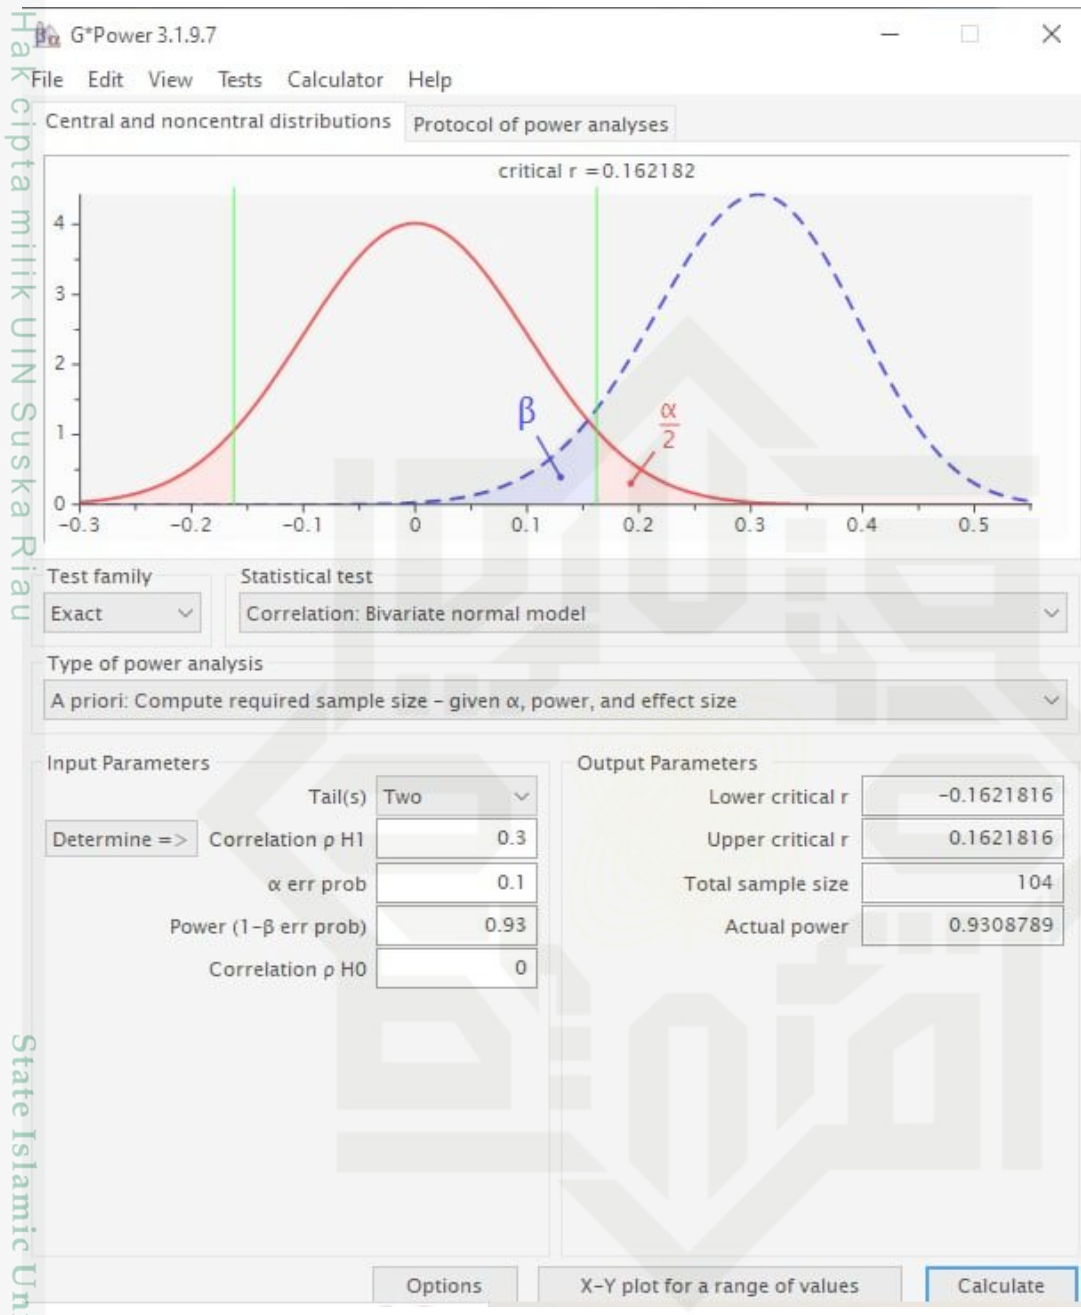 G*Power 3.1.9.7
File Edit View Tests Calculator Help
Central and noncentral distributions Protocol of power analyses
critical r =0.162182
4
3
2
1
0
β
α
2
-0.3 -0.2 -0.1 0 0.1 0.2 0.3 0.4 0.5
Test family Statistical test
Exact Correlation: Bivariate normal model
Type of power analysis
A priori: Compute required sample size – given α, power, and effect size
Input Parameters Output Parameters
Tail(s) Two Lower critical r -0.1621816
Determine => Correlation ρ H1 0.3 Upper critical r 0.1621816
α err prob 0.1 Total sample size 104
Power (1-β err prob) 0.93 Actual power 0.9308789
Correlation ρ H0 0
Options X-Y plot for a range of values Calculate
Hak cipta milik UIN Suska Riau
State Islamic Un